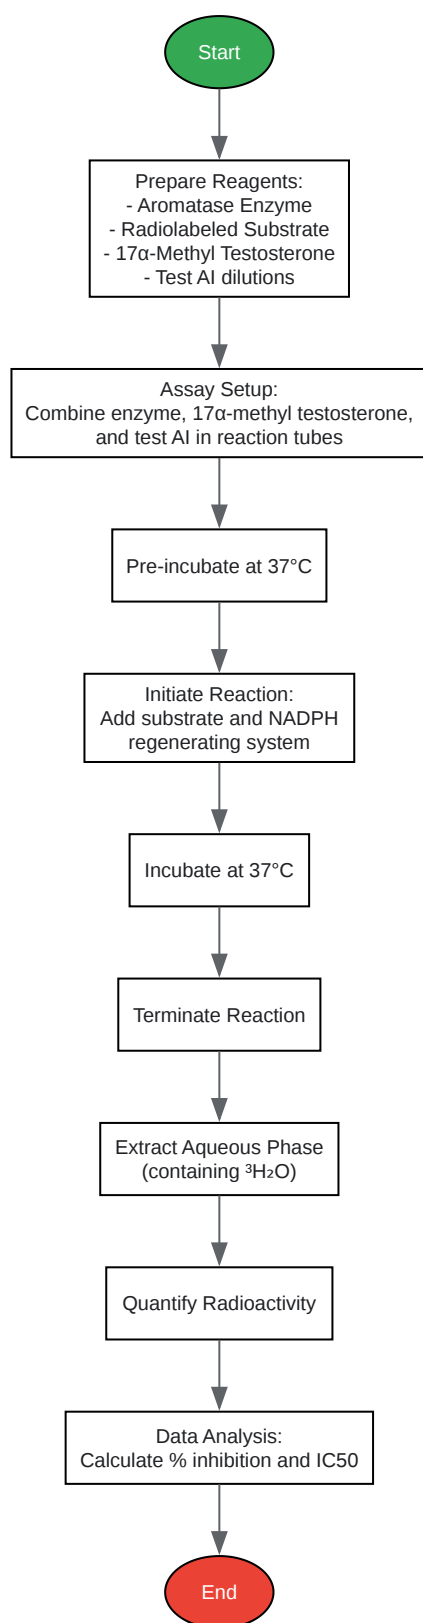 Start
Prepare Reagents:
- Aromatase Enzyme
- Radiolabeled Substrate
- 17α-Methyl Testosterone
- Test AI dilutions
Assay Setup:
Combine enzyme, 17α-methyl testosterone,
and test AI in reaction tubes
Pre-incubate at 37°C
Initiate Reaction:
Add substrate and NADPH
regenerating system
Incubate at 37°C
Terminate Reaction
Extract Aqueous Phase
(containing ³H₂O)
Quantify Radioactivity
Data Analysis:
Calculate % inhibition and IC50
End